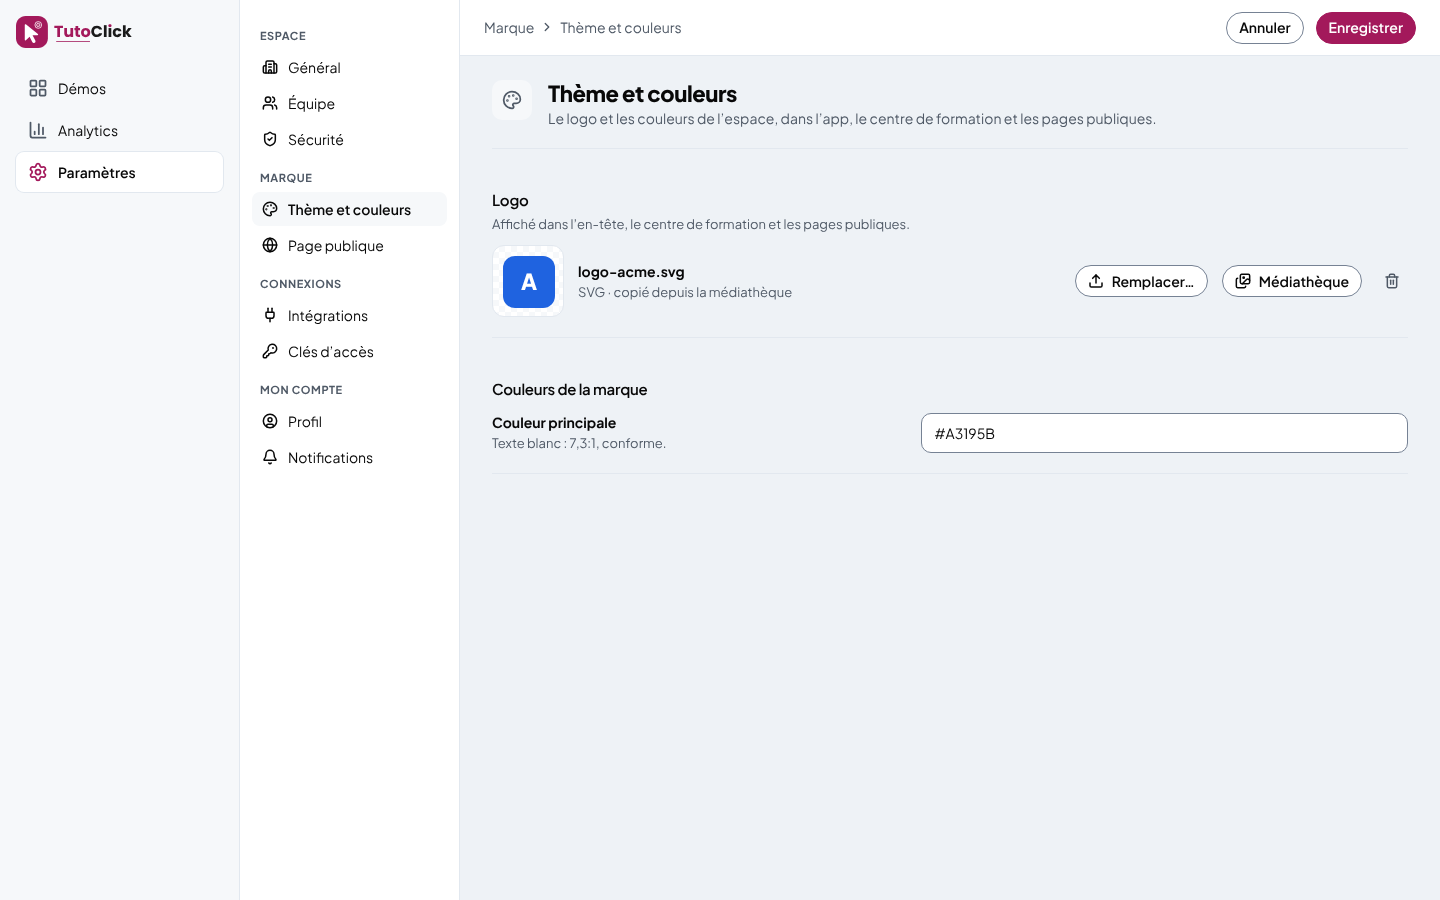 TutoClick
Démos
Analytics
Paramètres
ESPACE
Général
Équipe
Sécurité
MARQUE
Thème et couleurs
Page publique
CONNEXIONS
Intégrations
Clés d’accès
MON COMPTE
Profil
Notifications
Marque > Thème et couleurs
Annuler
Enregistrer
Thème et couleurs
Le logo et les couleurs de l’espace, dans l’app, le centre de formation et les pages publiques.
Logo
Affiché dans l’en-tête, le centre de formation et les pages publiques.
A
logo-acme.svg
SVG · copié depuis la médiathèque
Remplacer…
Médiathèque
Couleurs de la marque
Couleur principale
Texte blanc : 7,3:1, conforme.
#A3195B